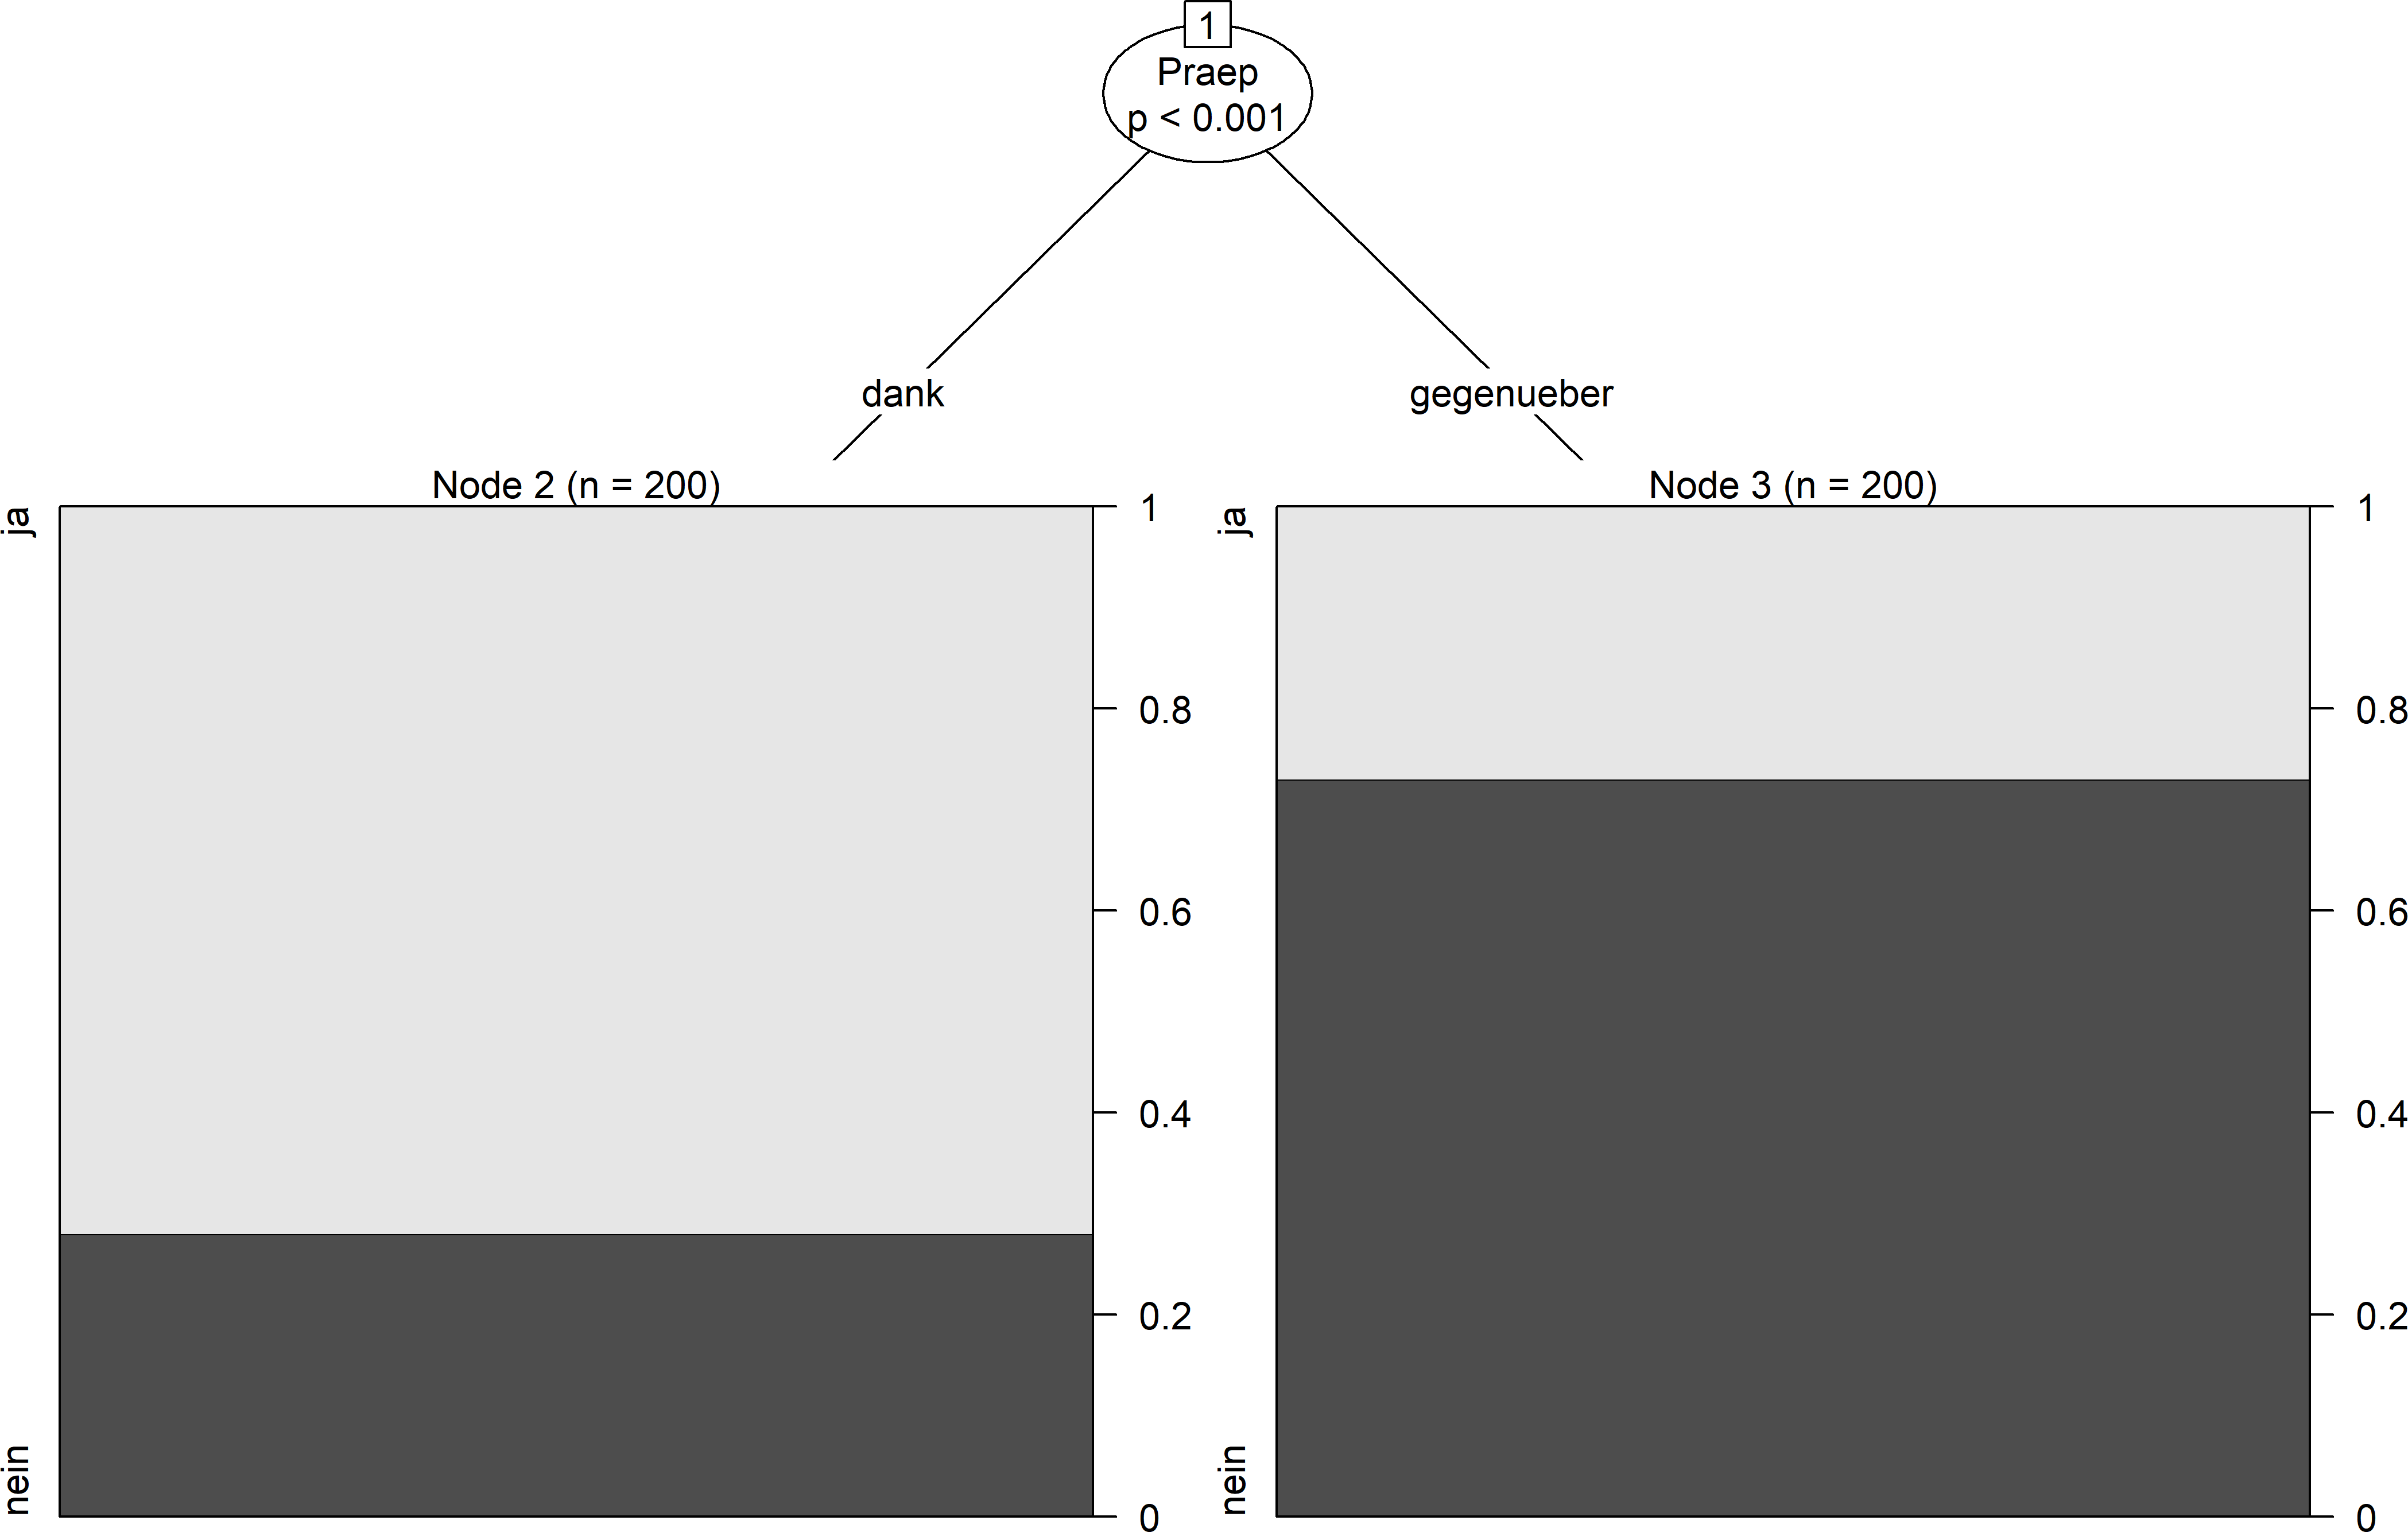 1
Praep
p < 0.001
dank
gegenueber
Node 2 (n = 200)
ja
nein
1
0.8
0.6
0.4
0.2
0
Node 3 (n = 200)
ja
nein
1
0.8
0.6
0.4
0.2
0